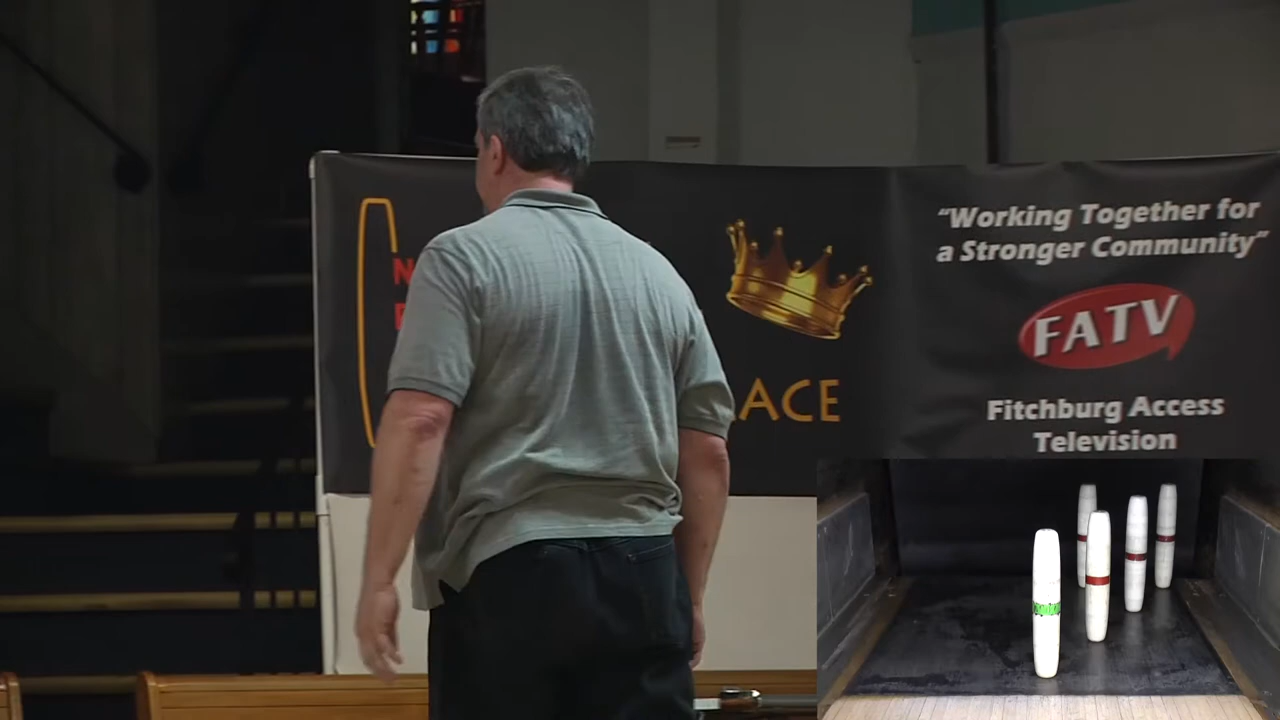 "Working Together for
a Stronger Community"
FATV
ACE
Fitchburg Access
Television